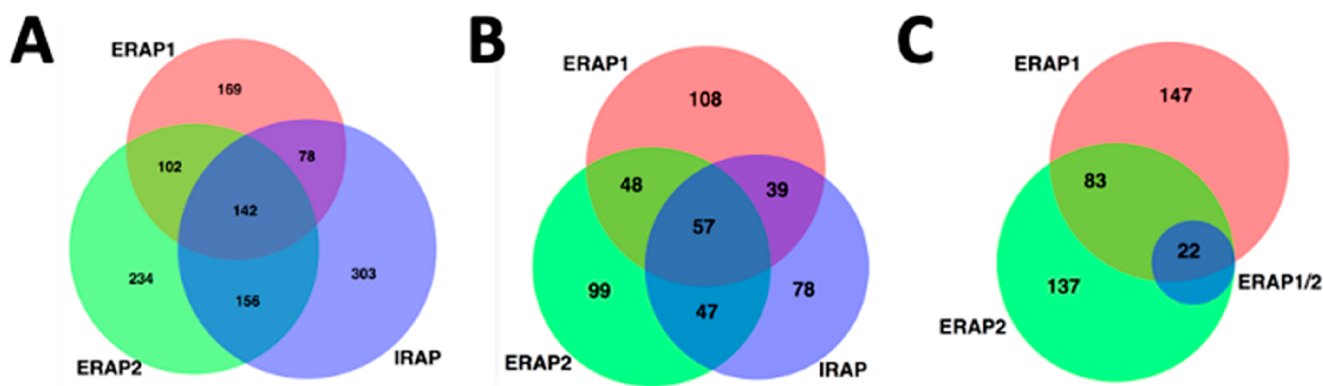 A
ERAP1
169
102
78
142
234
156
303
ERAP2
IRAP
B
ERAP1
108
48
39
57
99
47
78
ERAP2
IRAP
C
ERAP1
147
83
22
137
ERAP1/2
ERAP2